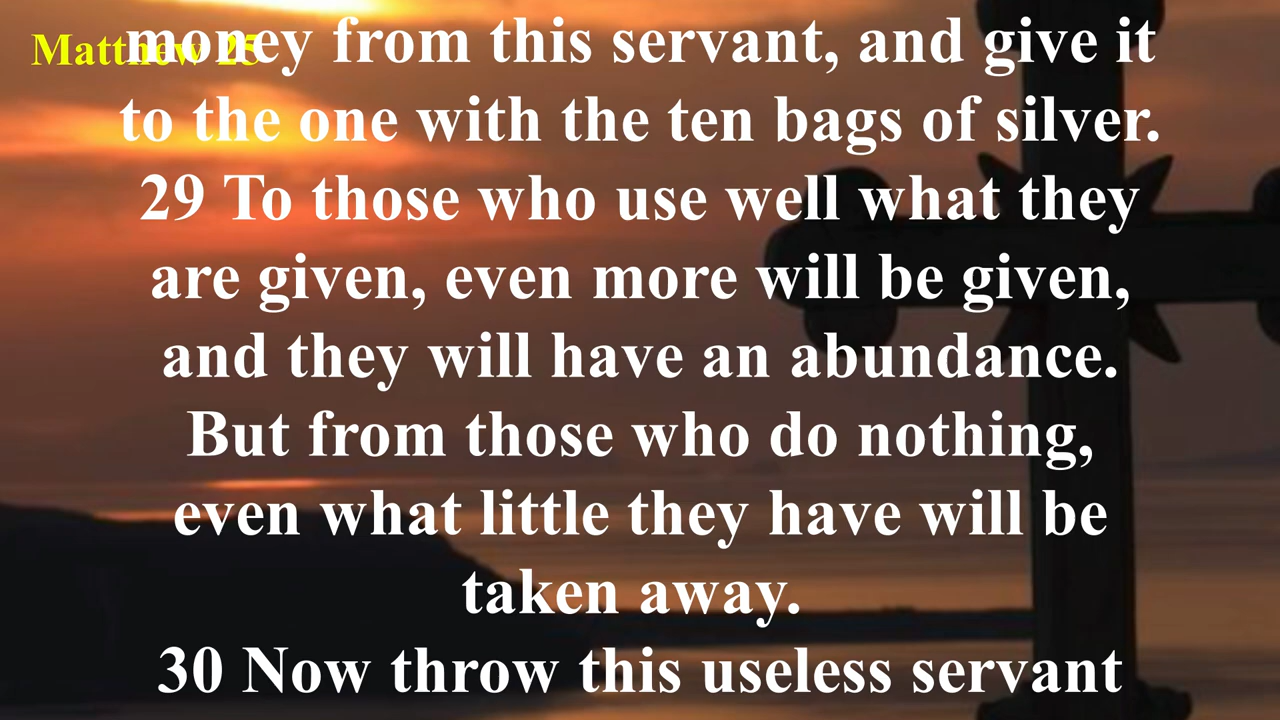 Matthew 25
money from this servant, and give it
to the one with the ten bags of silver.
29 To those who use well what they
are given, even more will be given,
and they will have an abundance.
But from those who do nothing,
even what little they have will be
taken away.
30 Now throw this useless servant